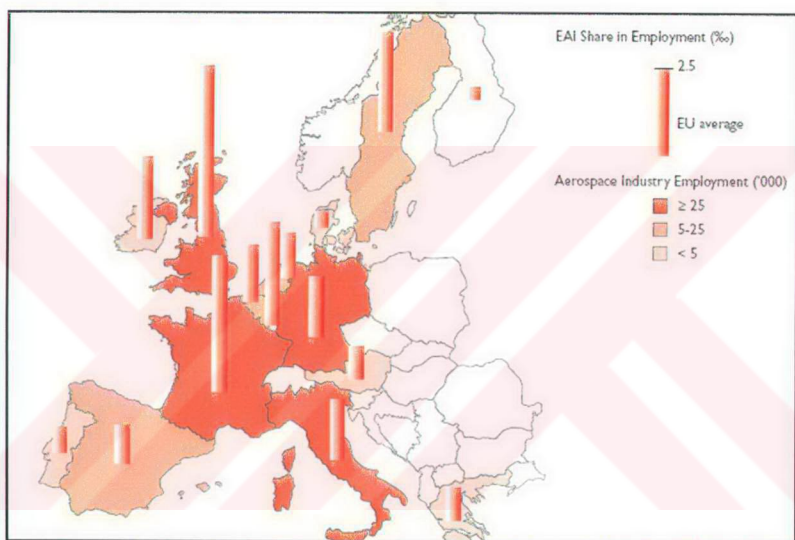 EAI Share in Employment (‰)
2.5
EU average
Aerospace Industry Employment ('000)
≥ 25
5-25
< 5